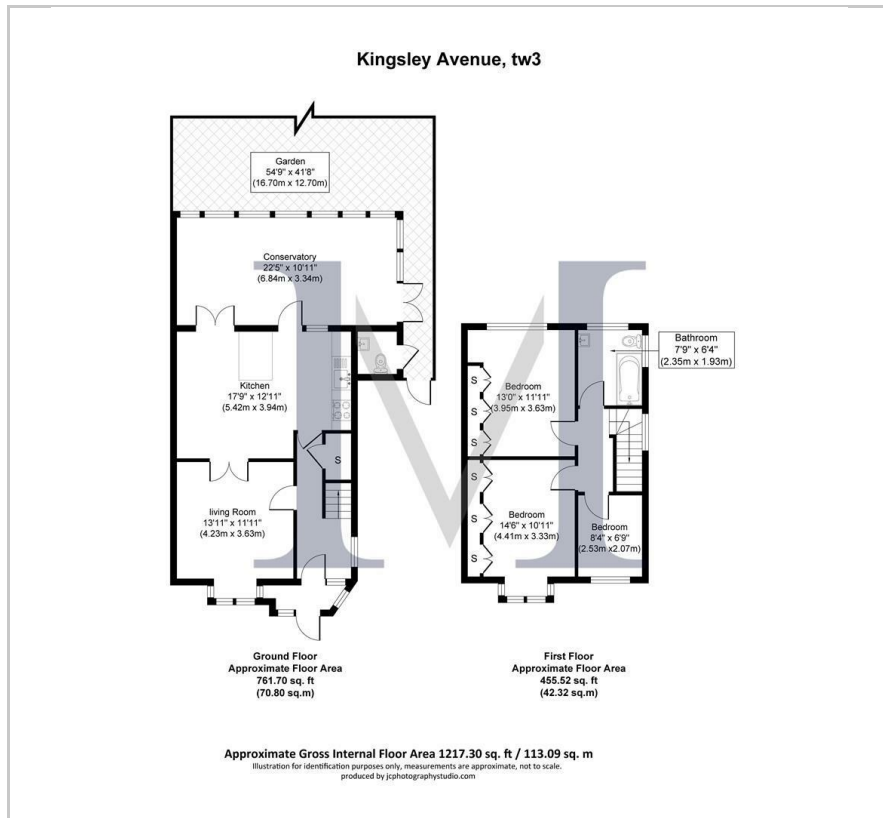 Kingsley Avenue, tw3
Garden
54'9" x 41'8"
(16.70m x 12.70m)
Conservatory
22'5" x 10'11"
(6.84m x 3.34m)
Kitchen
17'9" x 12'11"
(5.42m x 3.94m)
S
living Room
13'11" x 11'11"
(4.23m x 3.63m)
Bathroom
7'9" x 6'4"
(2.35m x 1.93m)
S
Bedroom
13'0" x 11'11"
(3.95m x 3.63m)
S
S
S
Bedroom
14'6" x 10'11"
(4.41m x 3.33m)
S
S
Bedroom
8'4" x 6'9"
(2.53m x2.07m)
Ground Floor
Approximate Floor Area
761.70 sq. ft
(70.80 sq.m)
First Floor
Approximate Floor Area
455.52 sq. ft
(42.32 sq.m)
Approximate Gross Internal Floor Area 1217.30 sq. ft / 113.09 sq. m
Illustration for identification purposes only, measurements are approximate, not to scale.
produced by jcphotographystudio.com